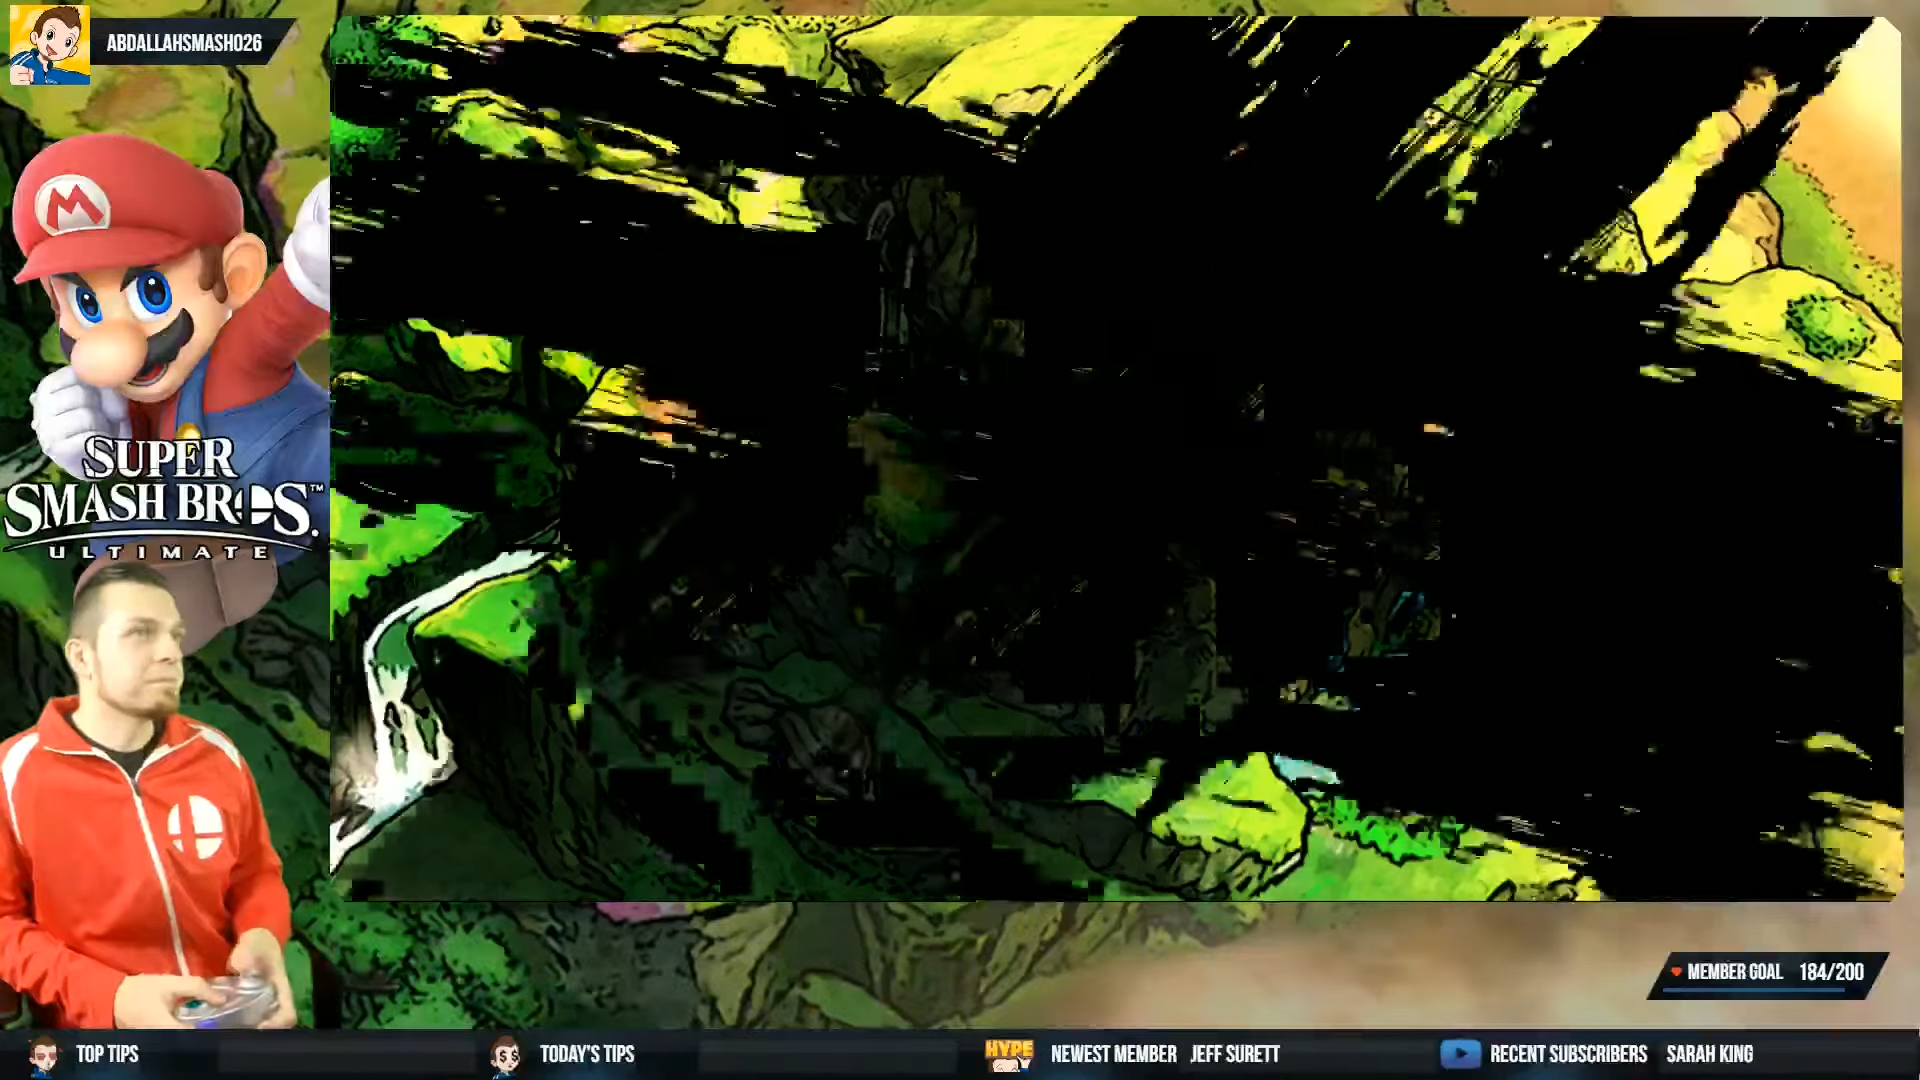 ABDALLAHSMASH026
M
SUPER
SMASH BROS.™
ULTIMATE
MEMBER GOAL 184/200
TOP TIPS
TODAY'S TIPS
HYPE
NEWEST MEMBER JEFF SURETT
RECENT SUBSCRIBERS SARAH KING